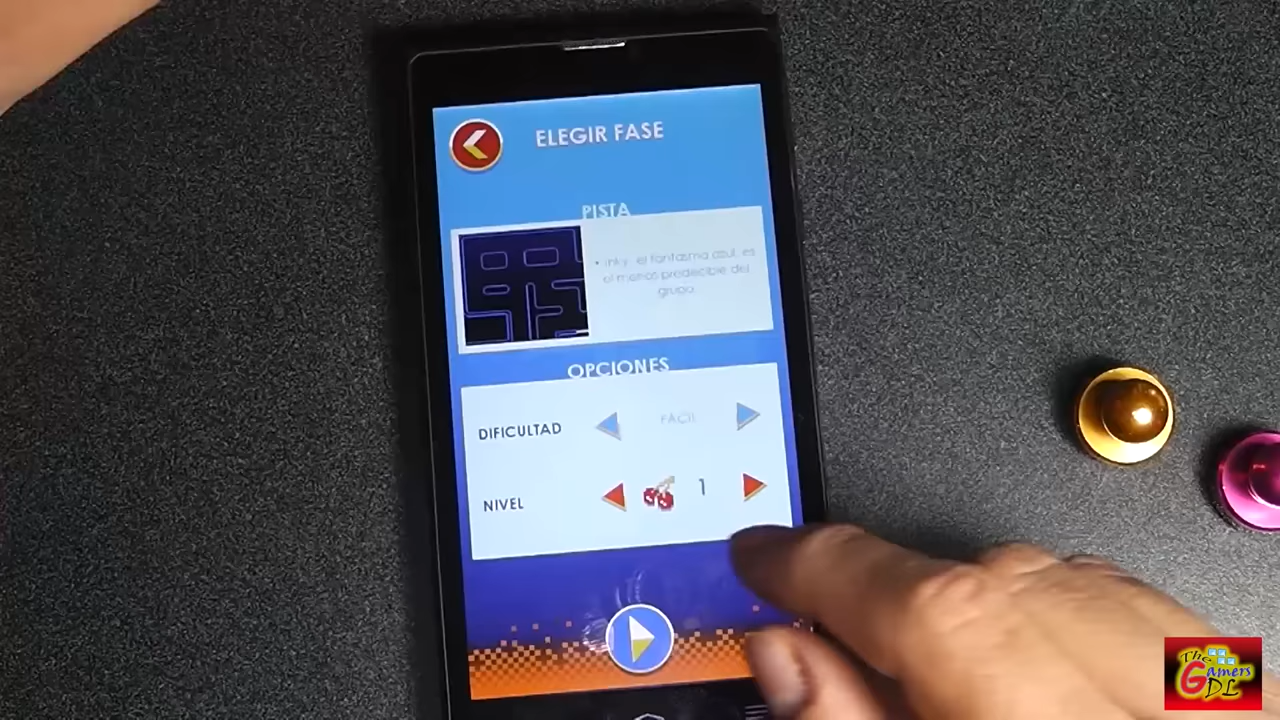 ELEGIR FASE
PISTA
• Inky, el fantasma azul, es
el menos predecible del
grupo.
OPCIONES
DIFICULTAD
FÁCIL
NIVEL
1
The
Gamers
DL